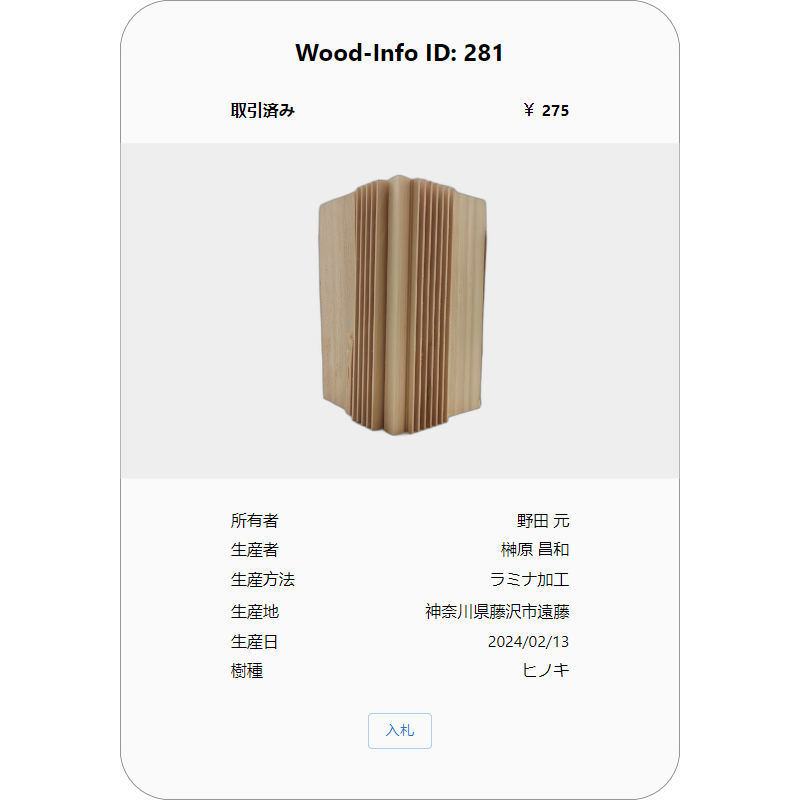 Wood-Info ID: 281
取引済み ￥ 275
所有者 野田 元
生産者 榊原 昌和
生産方法 ラミナ加工
生産地 神奈川県藤沢市遠藤
生産日 2024/02/13
樹種 ヒノキ
入札